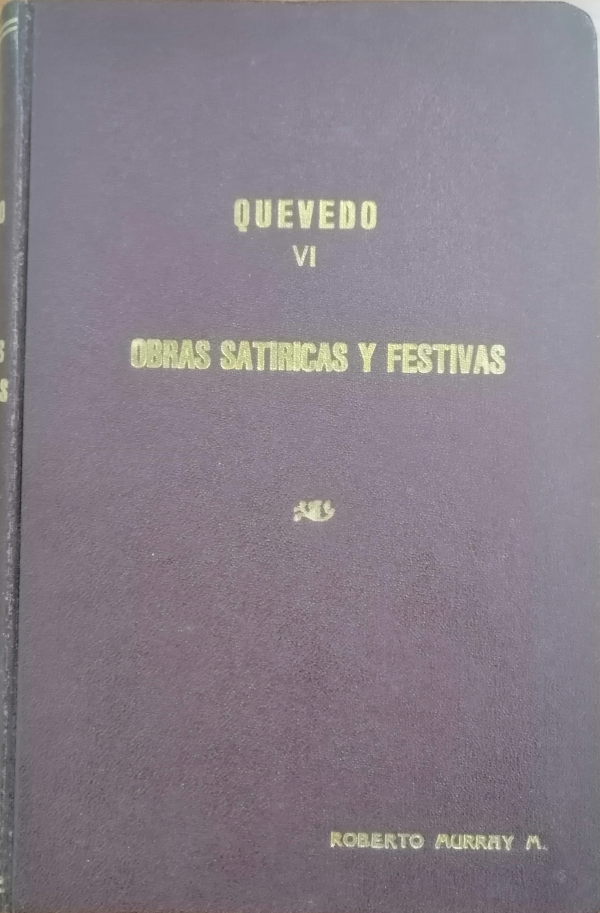 QUEVEDO
VI
OBRAS SATIRICAS Y FESTIVAS
ROBERTO MURRAY M.